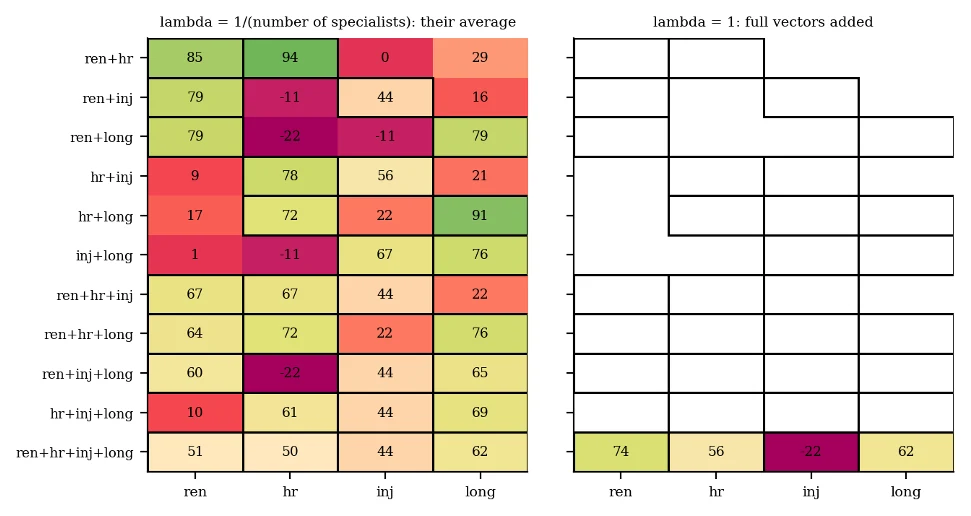 lambda = 1/(number of specialists): their average
lambda = 1: full vectors added
ren+hr 85 94 0 29
ren+inj 79 -11 44 16
ren+long 79 -22 -11 79
hr+inj 9 78 56 21
hr+long 17 72 22 91
inj+long 1 -11 67 76
ren+hr+inj 67 67 44 22
ren+hr+long 64 72 22 76
ren+inj+long 60 -22 44 65
hr+inj+long 10 61 44 69
ren+hr+inj+long 51 50 44 62 74 56 -22 62
ren hr inj long ren hr inj long